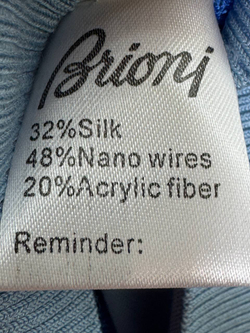 Brioni
32%Silk
48%Nano wires
20%Acrylic fiber
Reminder: